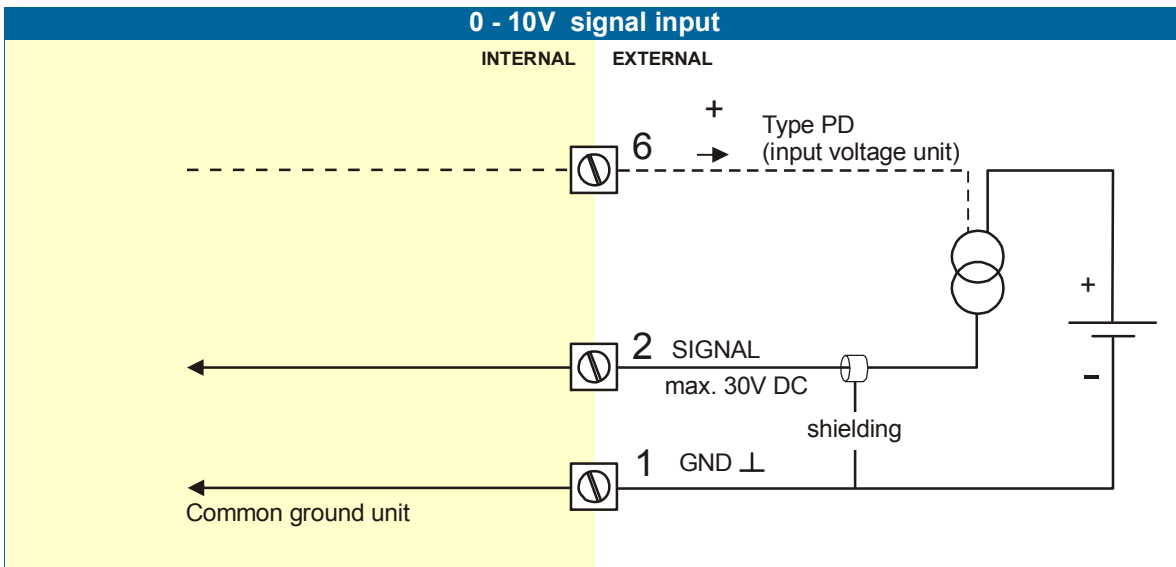 0 - 10V signal input
INTERNAL EXTERNAL
+
6
Type PD
(input voltage unit)
+
2 SIGNAL
max. 30V DC
–
shielding
1 GND ⊥
Common ground unit